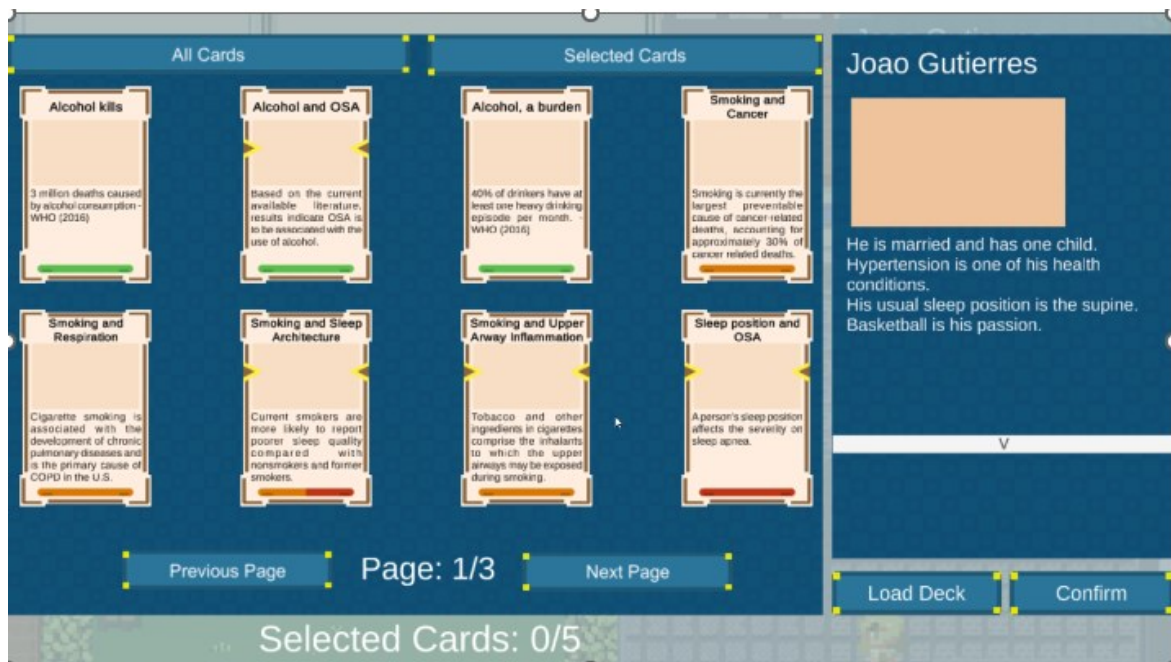 All Cards
Selected Cards
Alcohol kills
3 million deaths caused
by alcohol consumption -
WHO (2016)
Alcohol and OSA
Based on the current
available literature,
results indicate OSA is
to be associated with the
use of alcohol.
Alcohol, a burden
40% of drinkers have at
least one heavy drinking
episode per month. -
WHO (2016)
Smoking and
Cancer
Smoking is currently the
largest preventable
cause of cancer-related
deaths, accounting for
approximately 30% of
cancer related deaths.
Smoking and
Respiration
Cigarette smoking is
associated with the
development of chronic
pulmonary diseases and
is the primary cause of
COPD in the U.S.
Smoking and Sleep
Architecture
Current smokers are
more likely to report
poorer sleep quality
compared with
nonsmokers and former
smokers.
Smoking and Upper
Arway Inflammation
Tobacco and other
ingredients in cigarettes
comprise the inhalants
to which the upper
airways may be exposed
during smoking.
Sleep position and
OSA
A person's sleep position
affects the severity on
sleep apnea.
Previous Page
Page: 1/3
Next Page
Selected Cards: 0/5
Joao Gutierres
He is married and has one child.
Hypertension is one of his health
conditions.
His usual sleep position is the supine.
Basketball is his passion.
V
Load Deck
Confirm